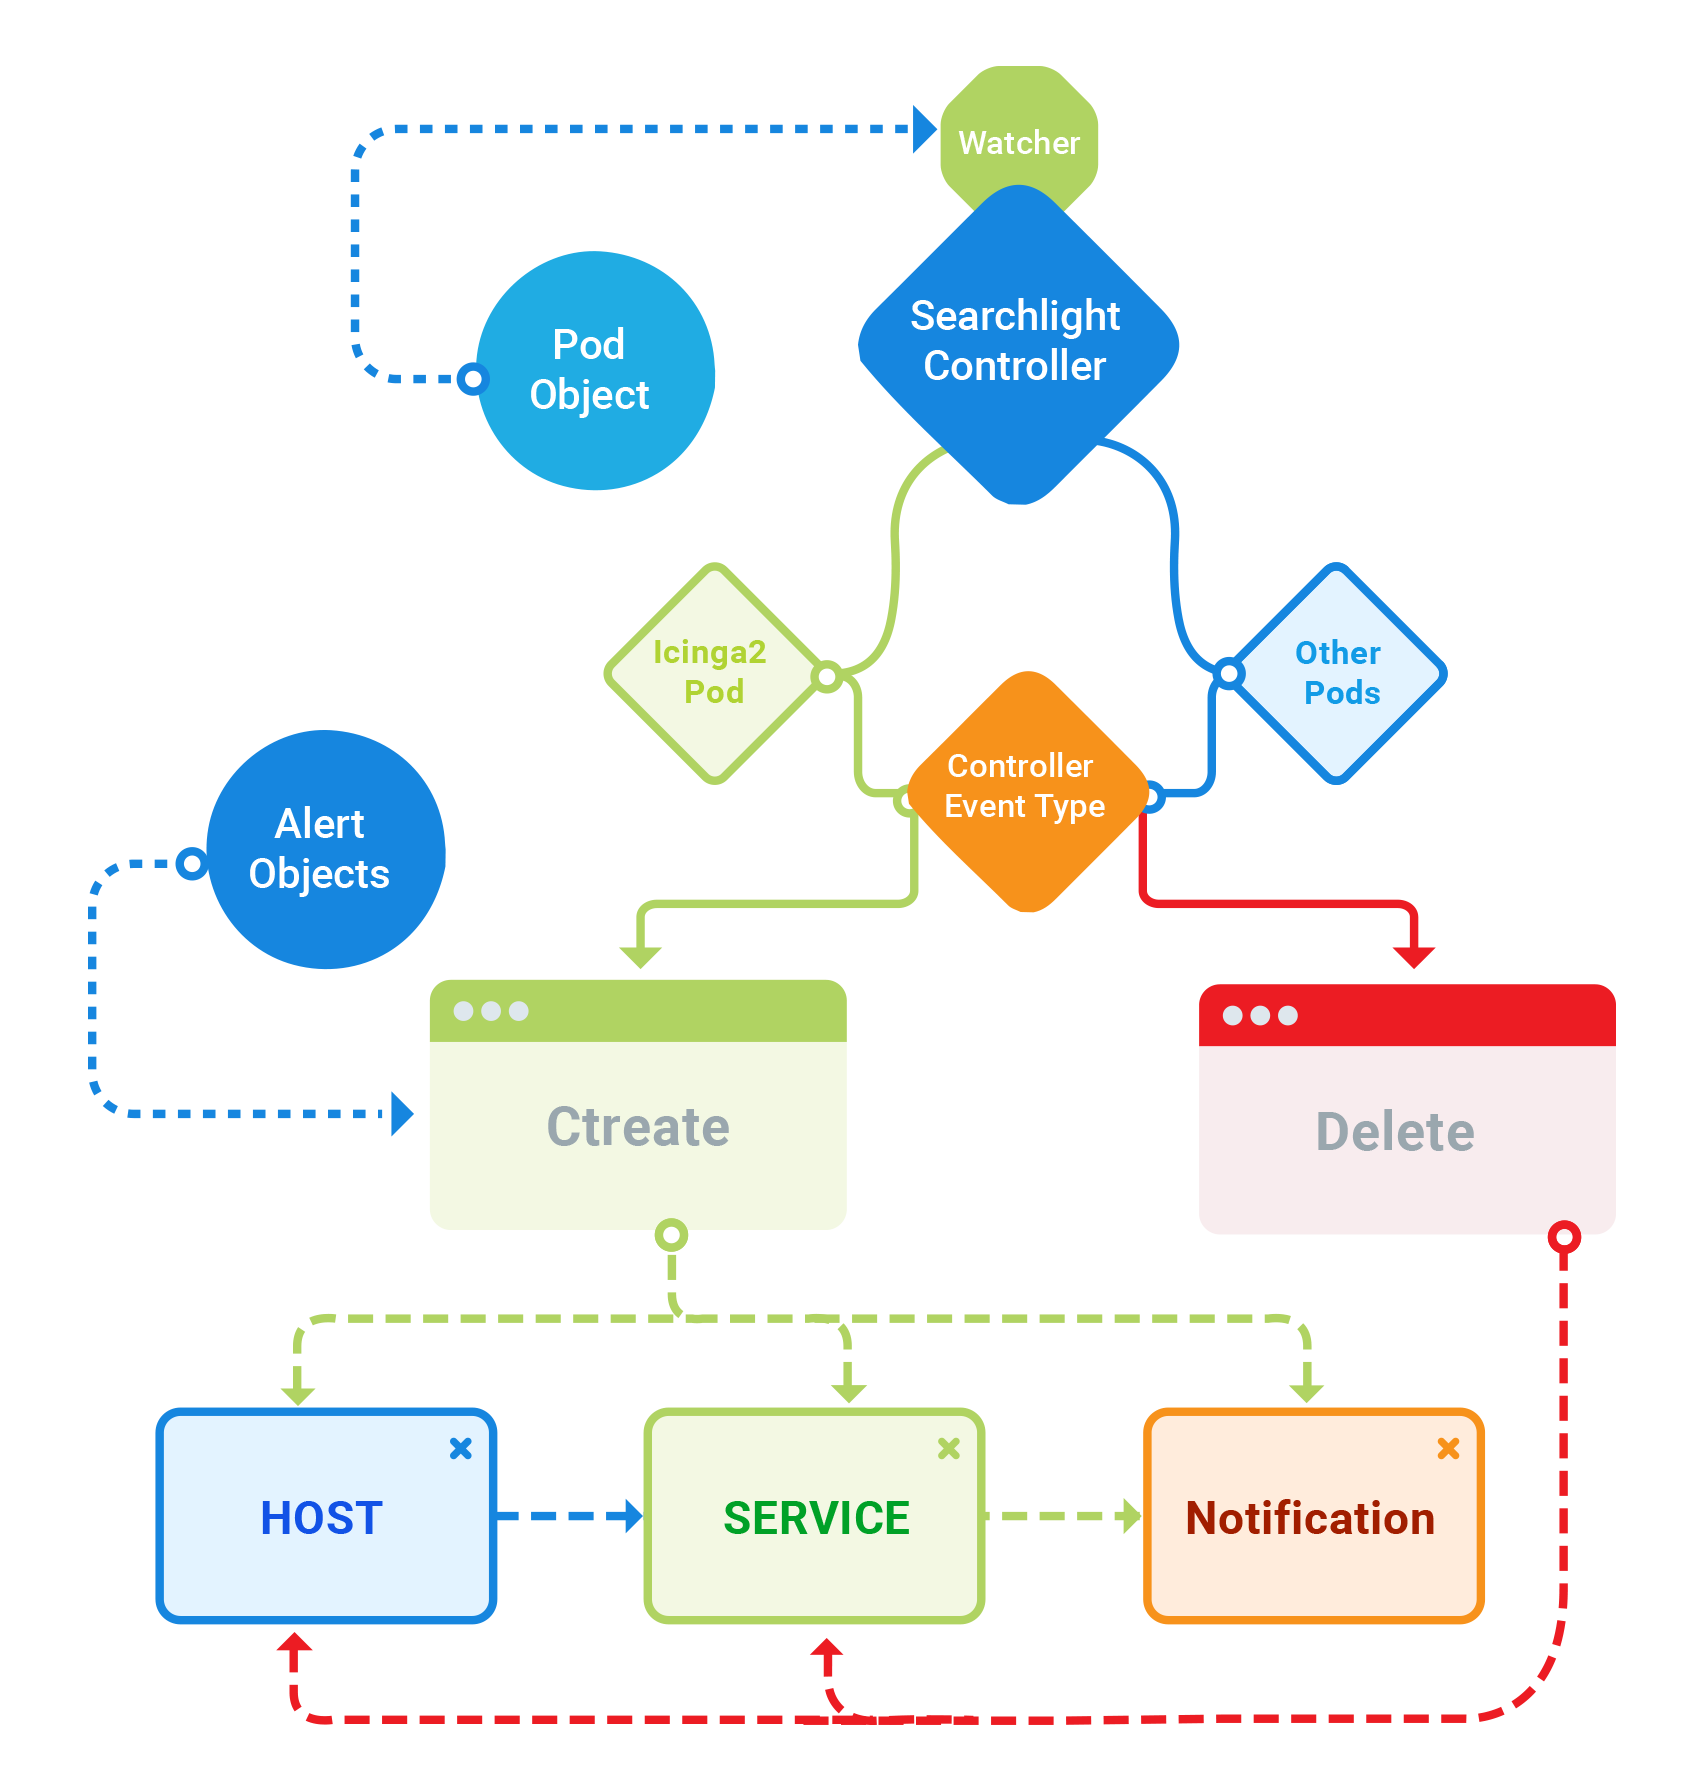 Watcher
Searchlight
Controller
Pod
Object
Icinga2
Pod
Other
Pods
Controller
Event Type
Alert
Objects
Ctreate
Delete
HOST
SERVICE
Notification